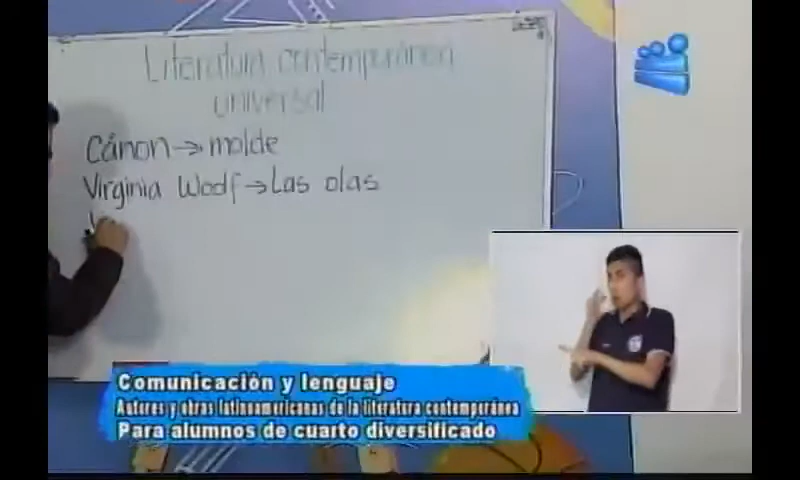 Literatura contemporánea
universal
Cánon → molde
Virginia Woolf → Las olas
Comunicación y lenguaje
Autores y obras latinoamericanas de la literatura contemporánea
Para alumnos de cuarto diversificado